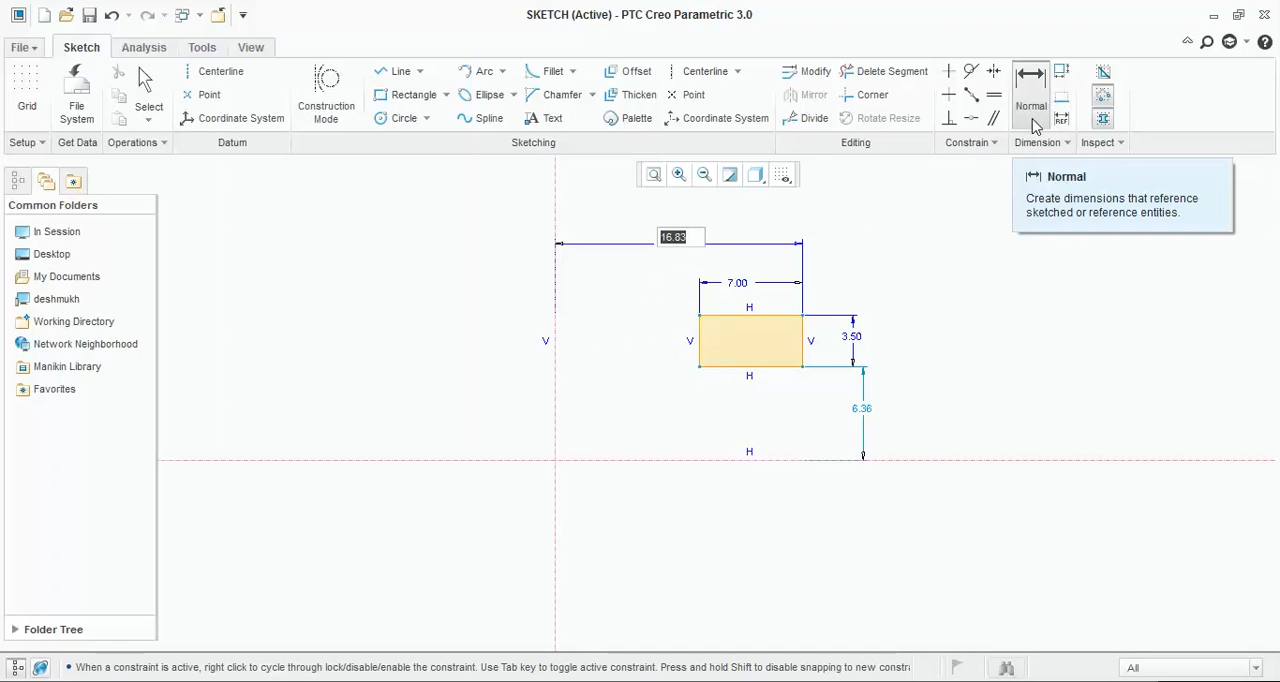 SKETCH (Active) - PTC Creo Parametric 3.0
File Sketch Analysis Tools View
Grid
File System
Select
Centerline
Point
Coordinate System
Construction Mode
Line Arc Fillet Offset Centerline
Rectangle Ellipse Chamfer Thicken Point
Circle Spline Text Palette Coordinate System
Modify Delete Segment
Mirror Corner
Divide Rotate Resize
Normal
REF
Setup Get Data Operations Datum Sketching Editing Constrain Dimension Inspect
Normal
Create dimensions that reference
sketched or reference entities.
Common Folders
In Session
Desktop
My Documents
deshmukh
Working Directory
Network Neighborhood
Manikin Library
Favorites
Folder Tree
16.83
7.00
H
V V V 3.50
H
6.36
H
When a constraint is active, right click to cycle through lock/disable/enable the constraint. Use Tab key to toggle active constraint. Press and hold Shift to disable snapping to new constra
All